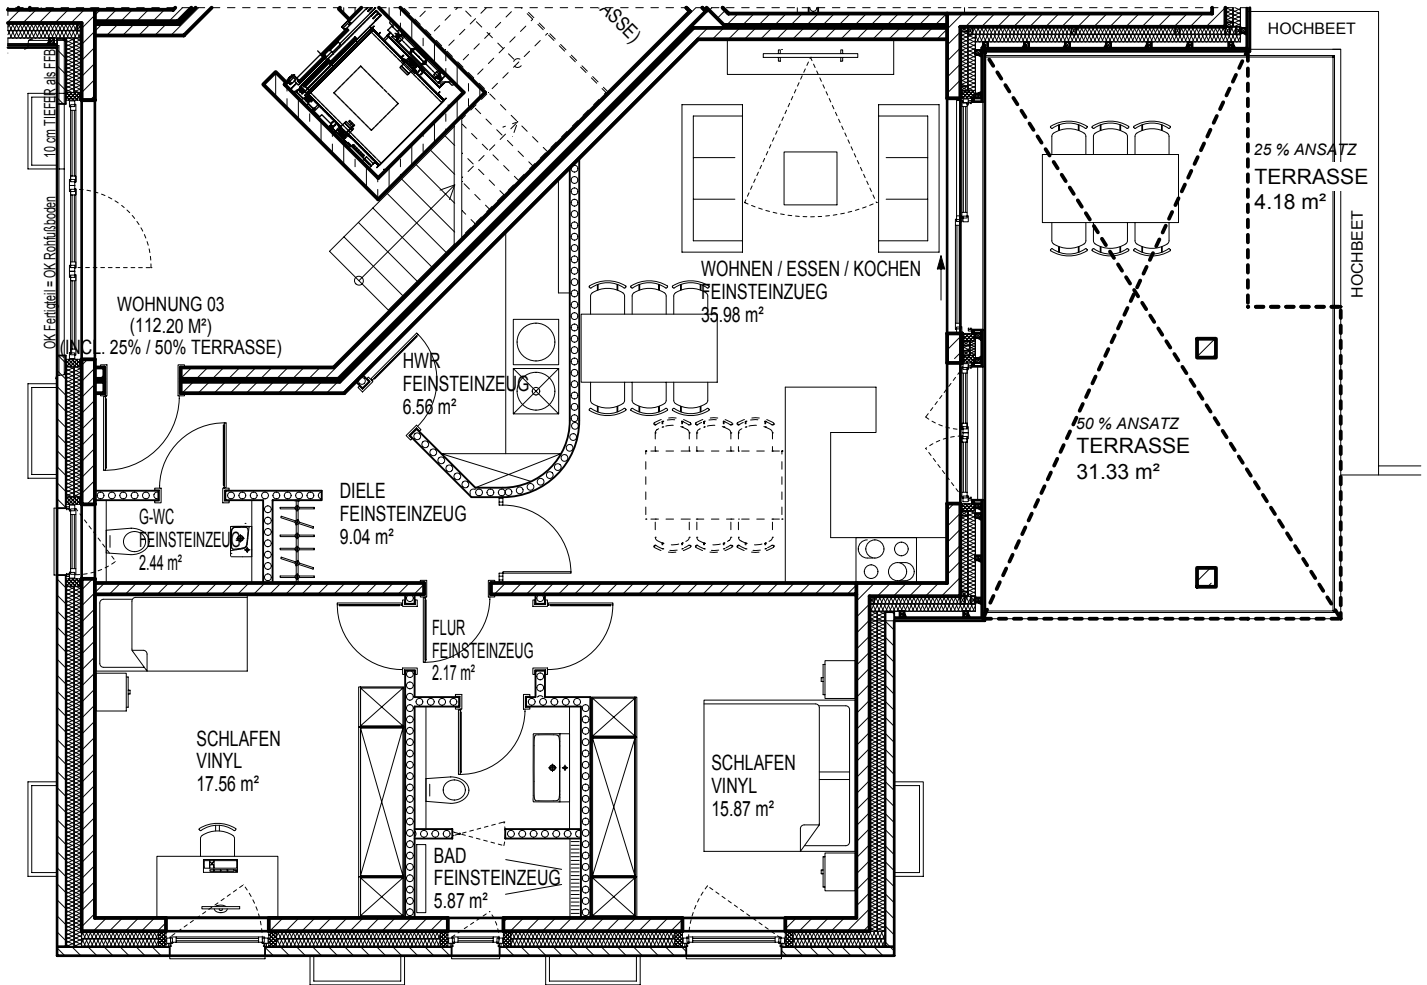 ASSE)
HOCHBEET
10 cm TIEFER als FFB
OK Fertigteil = OK Rohfußboden
25 % ANSATZ
TERRASSE
4.18 m²
HOCHBEET
WOHNEN / ESSEN / KOCHEN
FEINSTEINZUEG
35.98 m²
WOHNUNG 03
(112.20 M²)
(INCL. 25% / 50% TERRASSE)
HWR
FEINSTEINZEUG
6.56 m²
50 % ANSATZ
TERRASSE
31.33 m²
DIELE
FEINSTEINZEUG
9.04 m²
G-WC
FEINSTEINZEUG
2.44 m²
FLUR
FEINSTEINZEUG
2.17 m²
SCHLAFEN
VINYL
17.56 m²
SCHLAFEN
VINYL
15.87 m²
BAD
FEINSTEINZEUG
5.87 m²